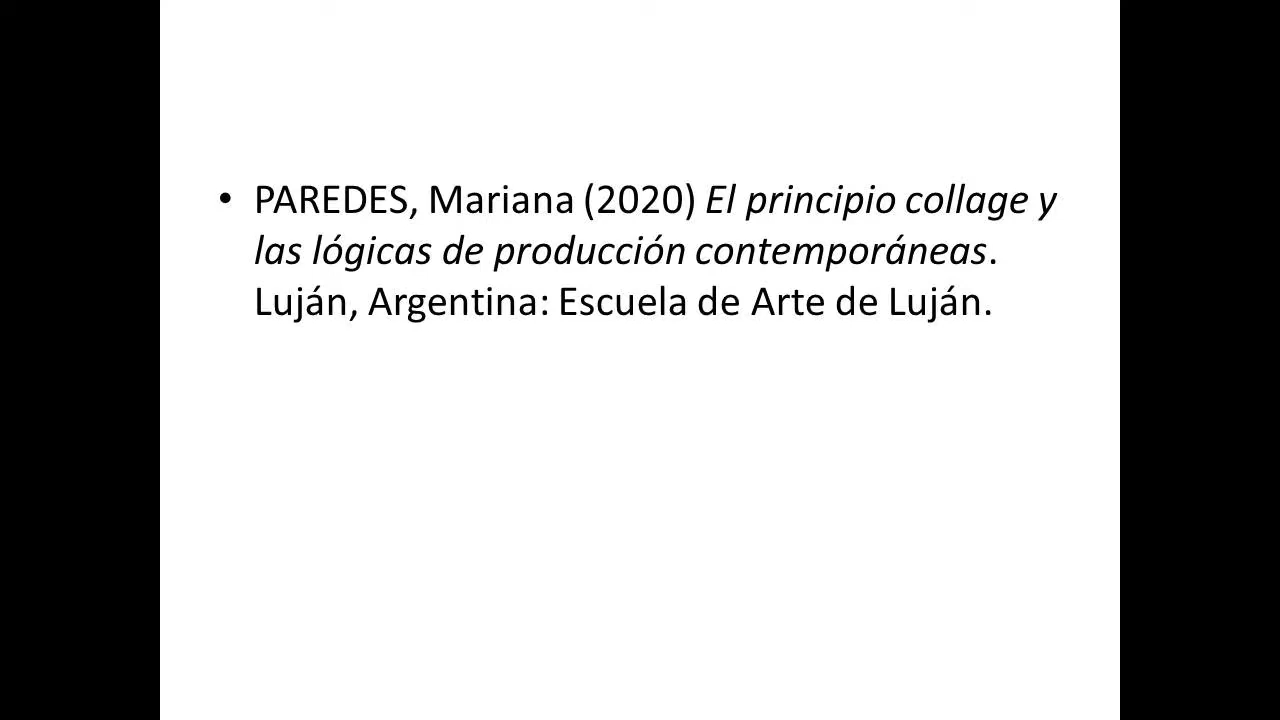 • PAREDES, Mariana (2020) El principio collage y
las lógicas de producción contemporáneas.
Luján, Argentina: Escuela de Arte de Luján.